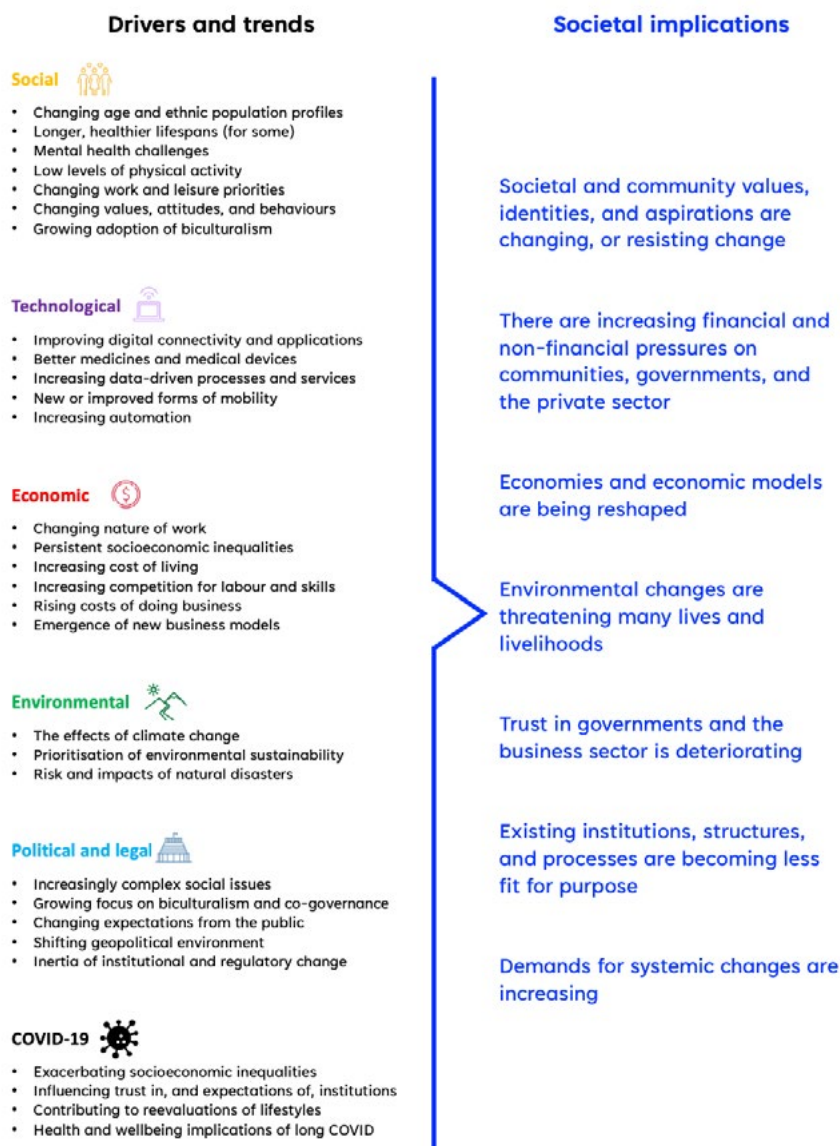 Drivers and trends
Social
• Changing age and ethnic population profiles
• Longer, healthier lifespans (for some)
• Mental health challenges
• Low levels of physical activity
• Changing work and leisure priorities
• Changing values, attitudes, and behaviours
• Growing adoption of biculturalism
Technological
• Improving digital connectivity and applications
• Better medicines and medical devices
• Increasing data-driven processes and services
• New or improved forms of mobility
• Increasing automation
Economic
$
• Changing nature of work
• Persistent socioeconomic inequalities
• Increasing cost of living
• Increasing competition for labour and skills
• Rising costs of doing business
• Emergence of new business models
Environmental
• The effects of climate change
• Prioritisation of environmental sustainability
• Risk and impacts of natural disasters
Political and legal
• Increasingly complex social issues
• Growing focus on biculturalism and co-governance
• Changing expectations from the public
• Shifting geopolitical environment
• Inertia of institutional and regulatory change
COVID-19
• Exacerbating socioeconomic inequalities
• Influencing trust in, and expectations of, institutions
• Contributing to reevaluations of lifestyles
• Health and wellbeing implications of long COVID
Societal implications
Societal and community values,
identities, and aspirations are
changing, or resisting change
There are increasing financial and
non-financial pressures on
communities, governments, and
the private sector
Economies and economic models
are being reshaped
Environmental changes are
threatening many lives and
livelihoods
Trust in governments and the
business sector is deteriorating
Existing institutions, structures,
and processes are becoming less
fit for purpose
Demands for systemic changes are
increasing